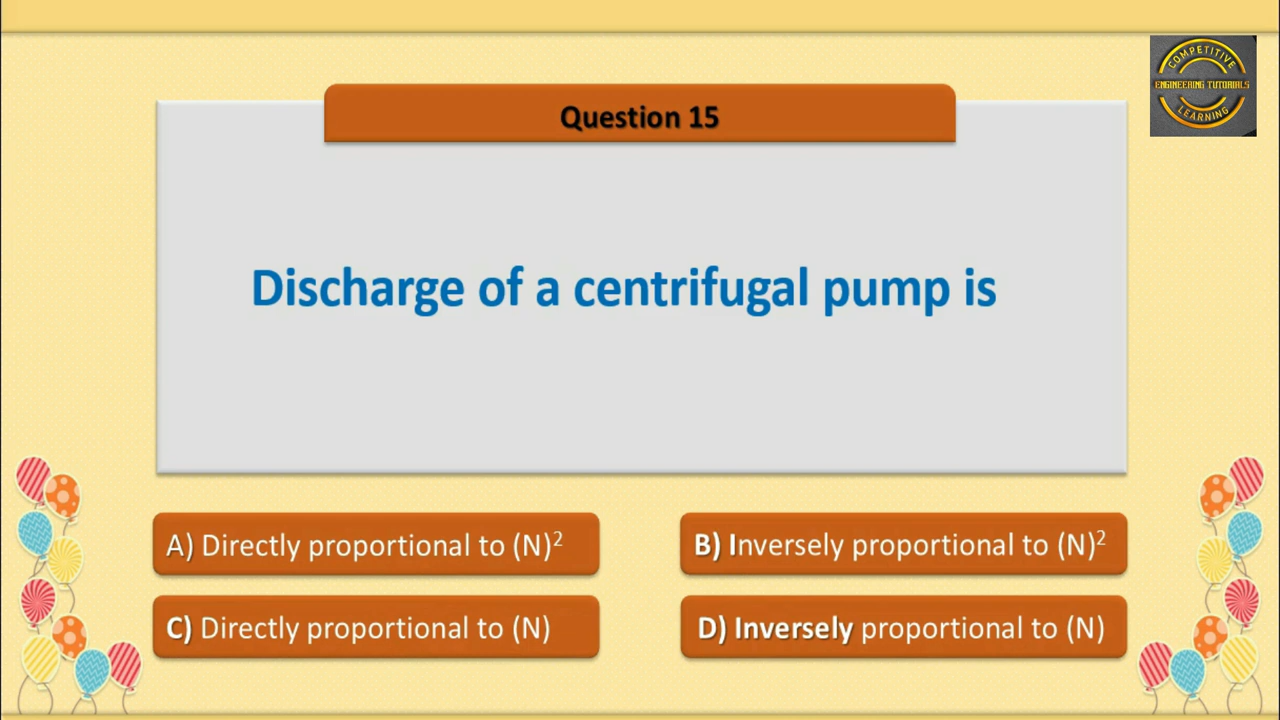 COMPETITIVE
ENGINEERING TUTORIALS
LEARNING
Question 15
Discharge of a centrifugal pump is
A) Directly proportional to (N)²
B) Inversely proportional to (N)²
C) Directly proportional to (N)
D) Inversely proportional to (N)